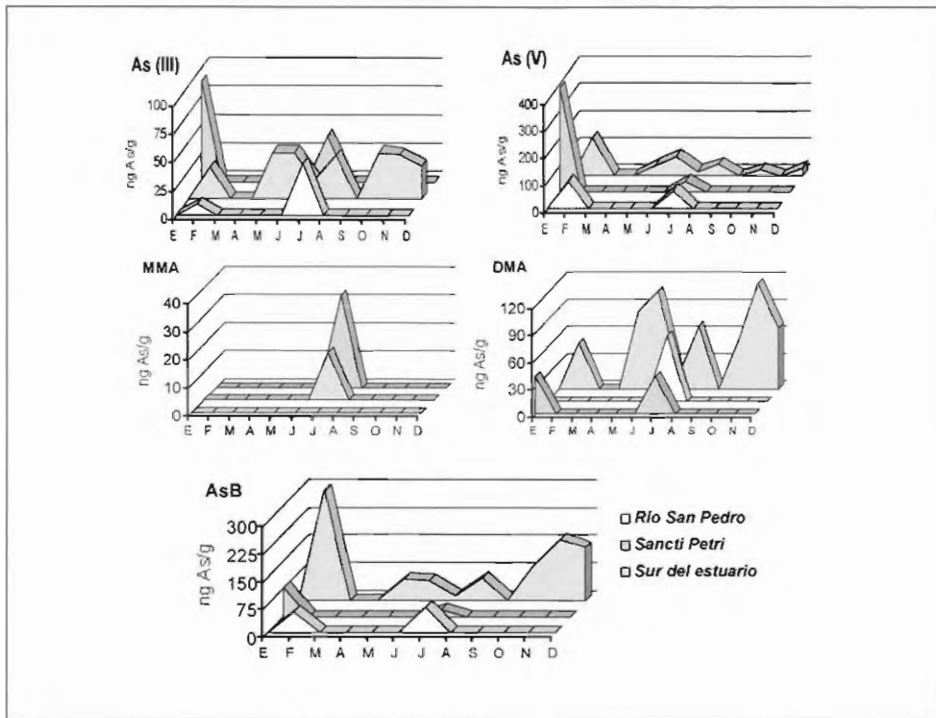 As (III)
ng As/g
100
75
50
25
0
E F M A M J J A S O N D
As (V)
ng As/g
400
300
200
100
0
E F M A M J J A S O N D
MMA
ng As/g
40
30
20
10
0
E F M A M J J A S O N D
DMA
ng As/g
120
90
60
30
0
E F M A M J J A S O N D
AsB
ng As/g
300
225
150
75
0
E F M A M J J A S O N D
Rio San Pedro
Sancti Petri
Sur del estuario